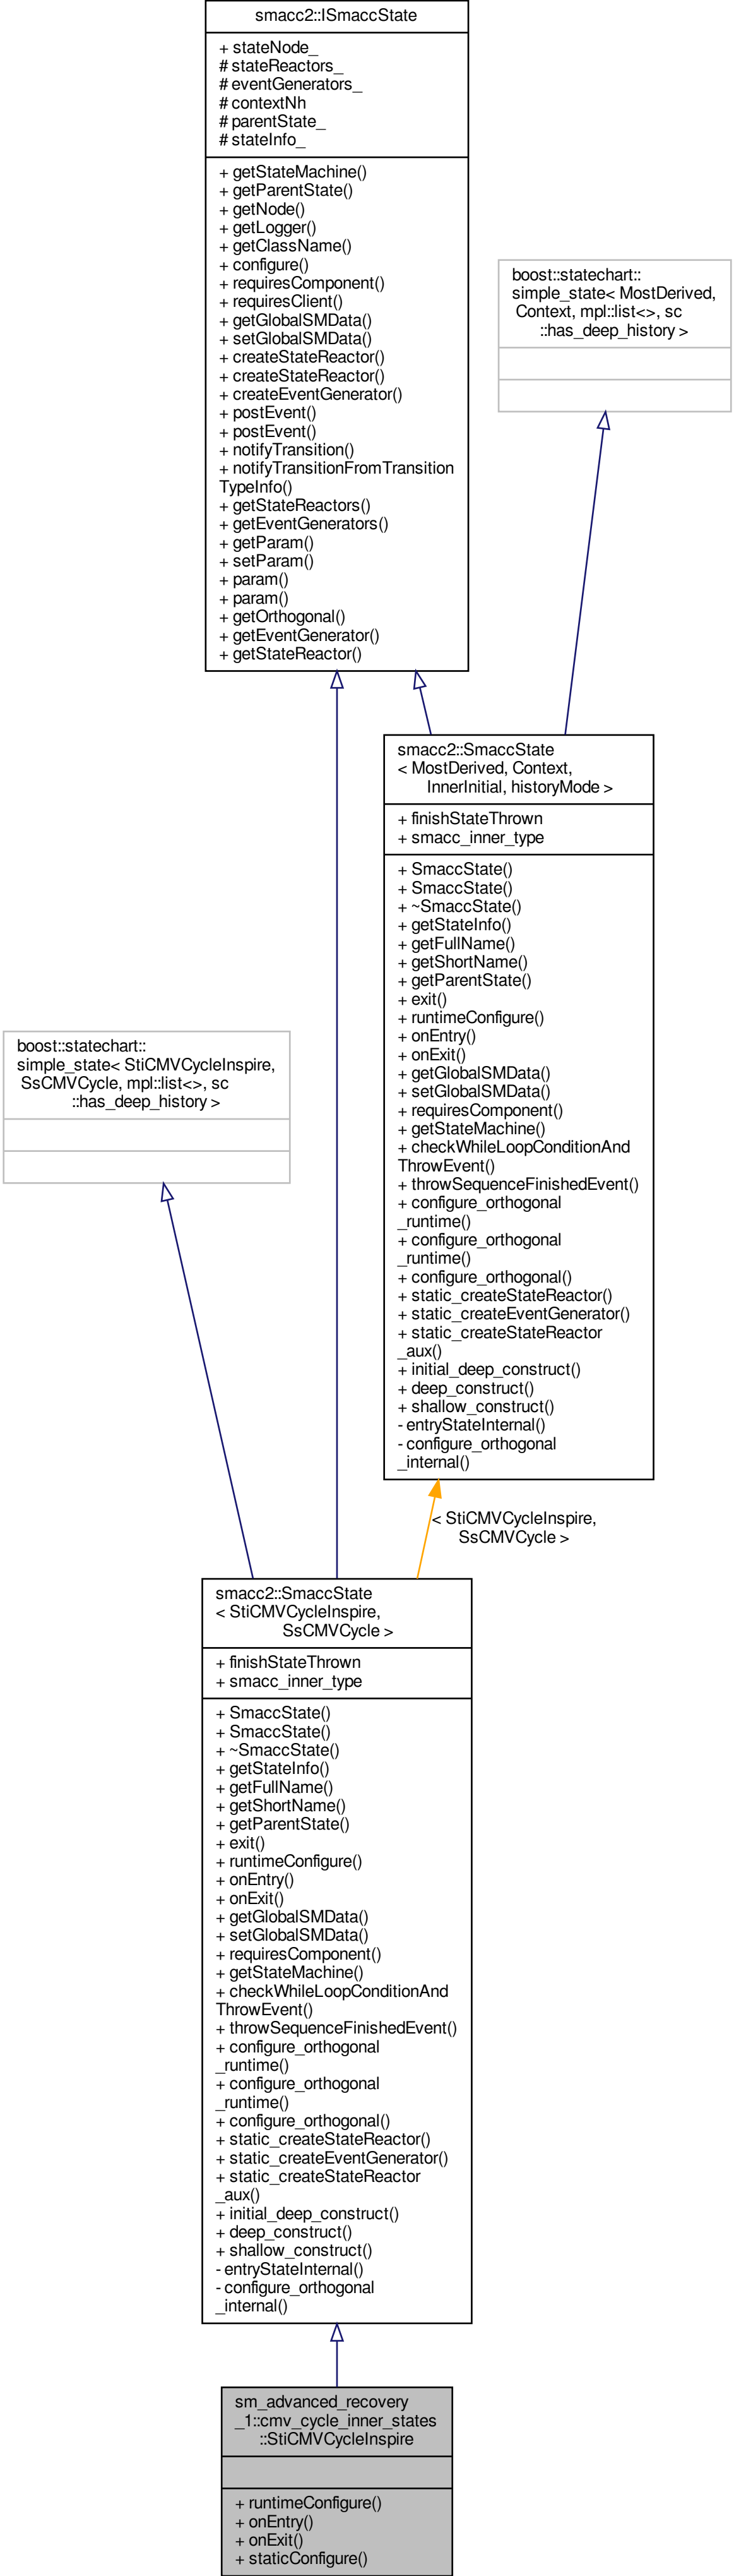 smacc2::ISmaccState
+ stateNode_
# stateReactors_
# eventGenerators_
# contextNh
# parentState_
# stateInfo_
+ getStateMachine()
+ getParentState()
+ getNode()
+ getLogger()
+ getClassName()
+ configure()
+ requiresComponent()
+ requiresClient()
+ getGlobalSMData()
+ setGlobalSMData()
+ createStateReactor()
+ createStateReactor()
+ createEventGenerator()
+ postEvent()
+ postEvent()
+ notifyTransition()
+ notifyTransitionFromTransition
TypeInfo()
+ getStateReactors()
+ getEventGenerators()
+ getParam()
+ setParam()
+ param()
+ param()
+ getOrthogonal()
+ getEventGenerator()
+ getStateReactor()
boost::statechart::
simple_state< MostDerived,
Context, mpl::list<>, sc
::has_deep_history >
smacc2::SmaccState
< MostDerived, Context,
InnerInitial, historyMode >
+ finishStateThrown
+ smacc_inner_type
+ SmaccState()
+ SmaccState()
+ ~SmaccState()
+ getStateInfo()
+ getFullName()
+ getShortName()
+ getParentState()
+ exit()
+ runtimeConfigure()
+ onEntry()
+ onExit()
+ getGlobalSMData()
+ setGlobalSMData()
+ requiresComponent()
+ getStateMachine()
+ checkWhileLoopConditionAnd
ThrowEvent()
+ throwSequenceFinishedEvent()
+ configure_orthogonal
_runtime()
+ configure_orthogonal
_runtime()
+ configure_orthogonal()
+ static_createStateReactor()
+ static_createEventGenerator()
+ static_createStateReactor
_aux()
+ initial_deep_construct()
+ deep_construct()
+ shallow_construct()
- entryStateInternal()
- configure_orthogonal
_internal()
boost::statechart::
simple_state< StiCMVCycleInspire,
SsCMVCycle, mpl::list<>, sc
::has_deep_history >
< StiCMVCycleInspire,
SsCMVCycle >
smacc2::SmaccState
< StiCMVCycleInspire,
SsCMVCycle >
+ finishStateThrown
+ smacc_inner_type
+ SmaccState()
+ SmaccState()
+ ~SmaccState()
+ getStateInfo()
+ getFullName()
+ getShortName()
+ getParentState()
+ exit()
+ runtimeConfigure()
+ onEntry()
+ onExit()
+ getGlobalSMData()
+ setGlobalSMData()
+ requiresComponent()
+ getStateMachine()
+ checkWhileLoopConditionAnd
ThrowEvent()
+ throwSequenceFinishedEvent()
+ configure_orthogonal
_runtime()
+ configure_orthogonal
_runtime()
+ configure_orthogonal()
+ static_createStateReactor()
+ static_createEventGenerator()
+ static_createStateReactor
_aux()
+ initial_deep_construct()
+ deep_construct()
+ shallow_construct()
- entryStateInternal()
- configure_orthogonal
_internal()
sm_advanced_recovery
_1::cmv_cycle_inner_states
::StiCMVCycleInspire
+ runtimeConfigure()
+ onEntry()
+ onExit()
+ staticConfigure()